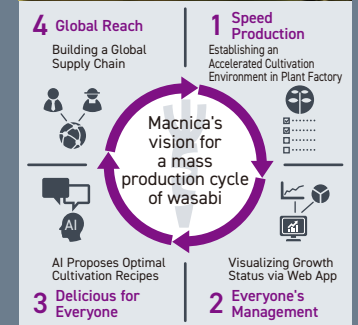 4 Global Reach
Building a Global
Supply Chain
1 Speed
Production
Establishing an
Accelerated Cultivation
Environment in Plant Factory
Macnica's
vision for
a mass
production cycle
of wasabi
AI
AI Proposes Optimal
Cultivation Recipes
3 Delicious for
Everyone
Visualizing Growth
Status via Web App
2 Everyone's
Management